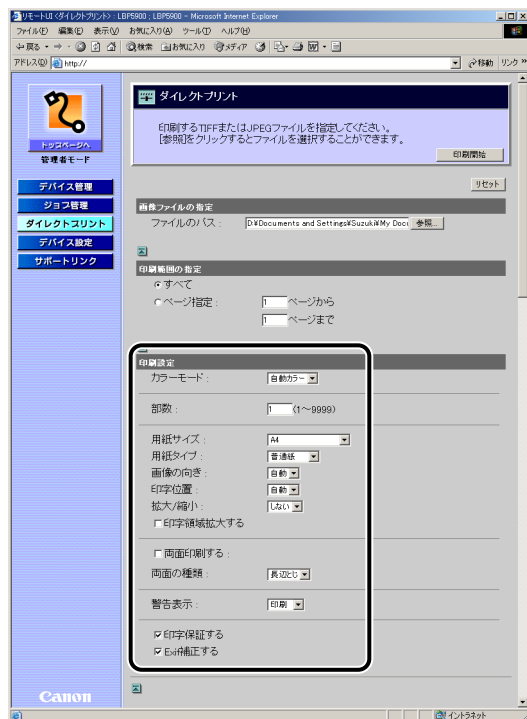 リモートUI <ダイレクトプリント> : LBP5900 ; LBP5900 - Microsoft Internet Explorer
ファイル(F) 編集(E) 表示(V) お気に入り(A) ツール(T) ヘルプ(H)
戻る 検索 お気に入り メディア
アドレス(D) http:// 移動 リンク »
トップページへ
管理者モード
デバイス管理
ジョブ管理
ダイレクトプリント
デバイス設定
サポートリンク
Canon
ダイレクトプリント
印刷するTIFFまたはJPEGファイルを指定してください。
[参照]をクリックするとファイルを選択することができます。
印刷開始
リセット
画像ファイルの指定
ファイルのパス : D:¥Documents and Settings¥Suzuki¥My Docu 参照...
印刷範囲の指定
すべて
ページ指定 : 1 ページから
1 ページまで
印刷設定
カラーモード : 自動カラー
部数 : 1 (1～9999)
用紙サイズ : A4
用紙タイプ : 普通紙
画像の向き : 自動
印字位置 : 自動
拡大/縮小 : しない
印字領域拡大する
両面印刷する :
両面の種類 : 長辺とじ
警告表示 : 印刷
印字保証する
Exif補正する
イントラネット